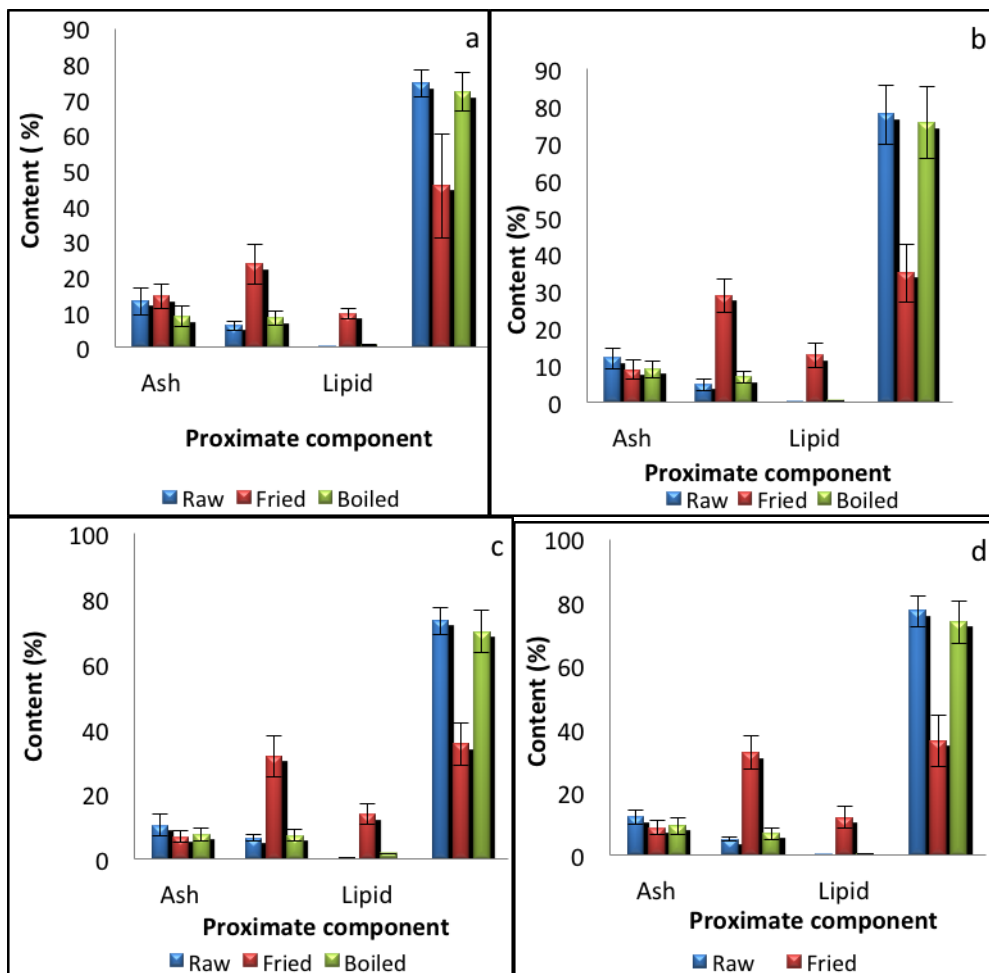 a
90
80
70
60
50
40
30
20
10
0
Content ( %)
Ash Lipid
Proximate component
Raw Fried Boiled
b
90
80
70
60
50
40
30
20
10
0
Content (%)
Ash Lipid
Proximate component
Raw Fried Boiled
c
100
80
60
40
20
0
Content (%)
Ash Lipid
Proximate component
Raw Fried Boiled
d
100
80
60
40
20
0
Content (%)
Ash Lipid
Proximate component
Raw Fried